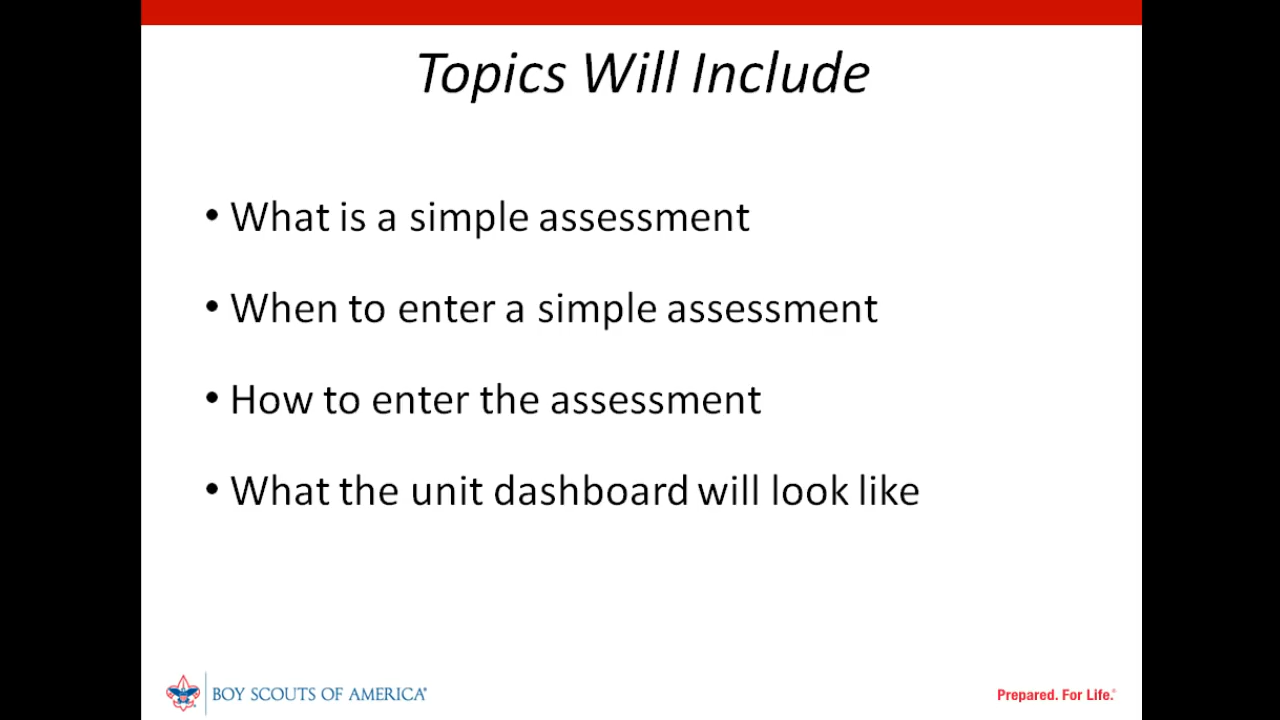 Topics Will Include
• What is a simple assessment
• When to enter a simple assessment
• How to enter the assessment
• What the unit dashboard will look like
BOY SCOUTS OF AMERICA®
Prepared. For Life.®